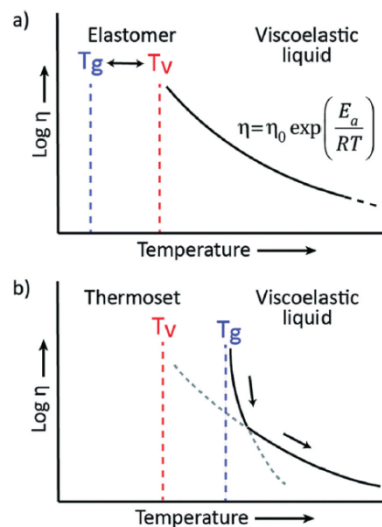 a)
Elastomer
Viscoelastic liquid
Tg ↔ Tv
η=η₀ exp(Eₐ/RT)
Log η →
Temperature →
b)
Thermoset
Viscoelastic liquid
Tv
Tg
Log η →
Temperature →